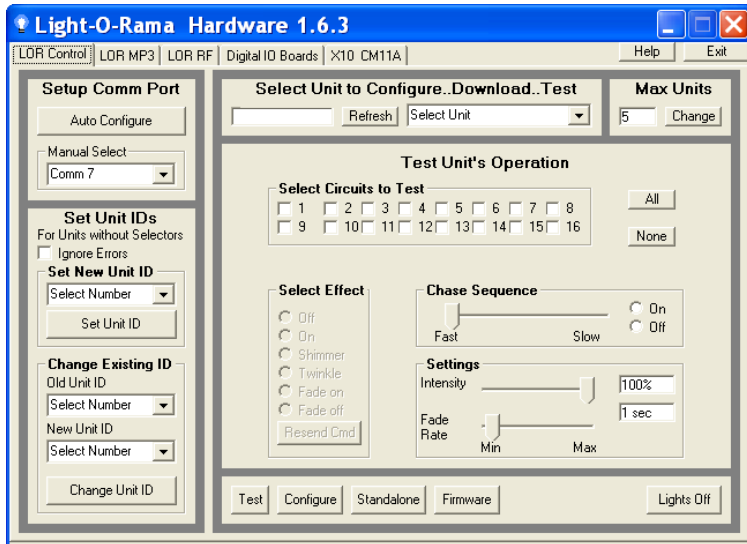 Light-O-Rama Hardware 1.6.3
LOR Control LOR MP3 LOR RF Digital IO Boards X10 CM11A Help Exit
Setup Comm Port
Auto Configure
Manual Select
Comm 7
Set Unit IDs
For Units without Selectors
Ignore Errors
Set New Unit ID
Select Number
Set Unit ID
Change Existing ID
Old Unit ID
Select Number
New Unit ID
Select Number
Change Unit ID
Select Unit to Configure..Download..Test
Refresh Select Unit
Max Units
5 Change
Test Unit's Operation
Select Circuits to Test
1 2 3 4 5 6 7 8
9 10 11 12 13 14 15 16
All
None
Select Effect
Off
On
Shimmer
Twinkle
Fade on
Fade off
Resend Cmd
Chase Sequence
Fast Slow
On
Off
Settings
Intensity 100%
Fade Rate 1 sec
Min Max
Test Configure Standalone Firmware Lights Off